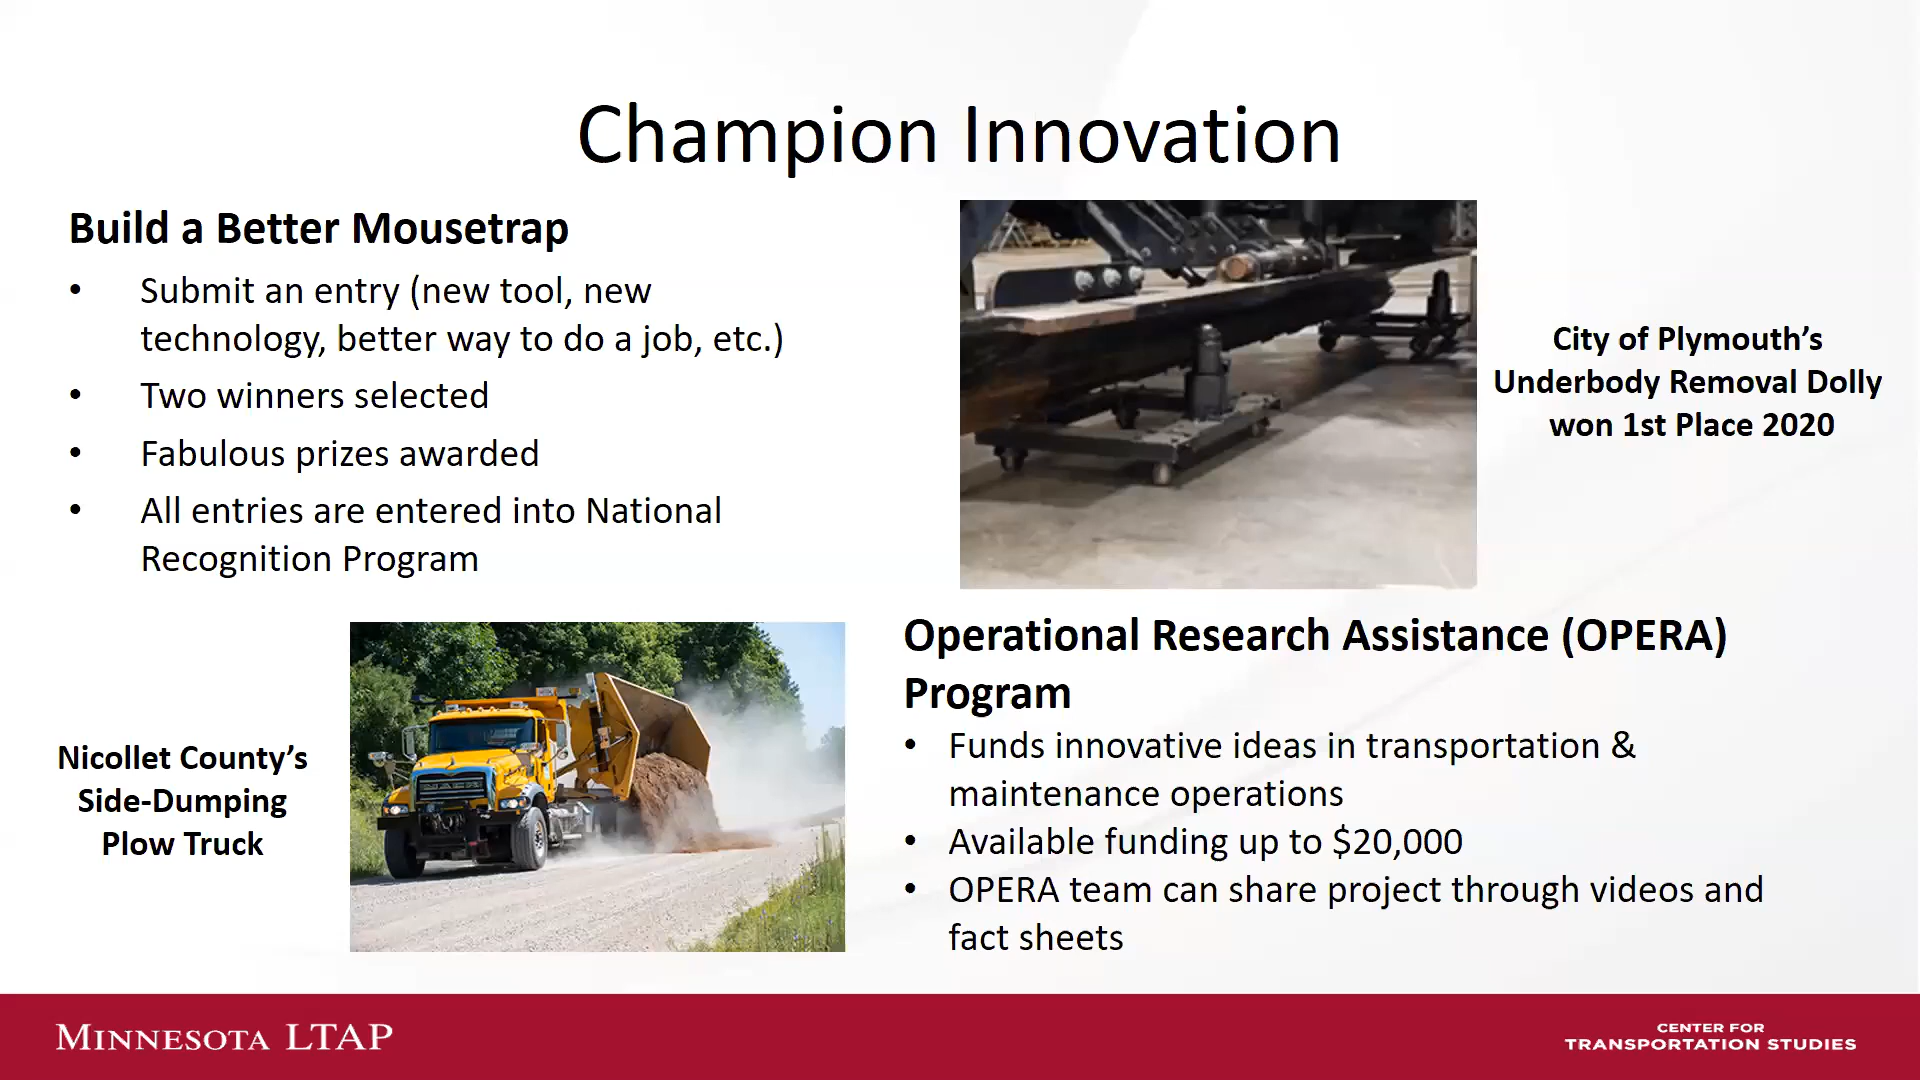 Champion Innovation
Build a Better Mousetrap
• Submit an entry (new tool, new
technology, better way to do a job, etc.)
• Two winners selected
• Fabulous prizes awarded
• All entries are entered into National
Recognition Program
City of Plymouth’s
Underbody Removal Dolly
won 1st Place 2020
Nicollet County’s
Side-Dumping
Plow Truck
MACK
Operational Research Assistance (OPERA)
Program
• Funds innovative ideas in transportation &
maintenance operations
• Available funding up to $20,000
• OPERA team can share project through videos and
fact sheets
MINNESOTA LTAP
CENTER FOR
TRANSPORTATION STUDIES